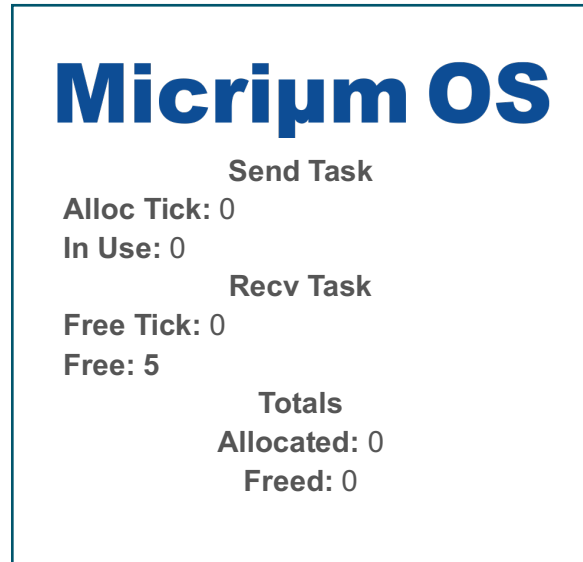 Micriµm OS
Send Task
Alloc Tick: 0
In Use: 0
Recv Task
Free Tick: 0
Free: 5
Totals
Allocated: 0
Freed: 0